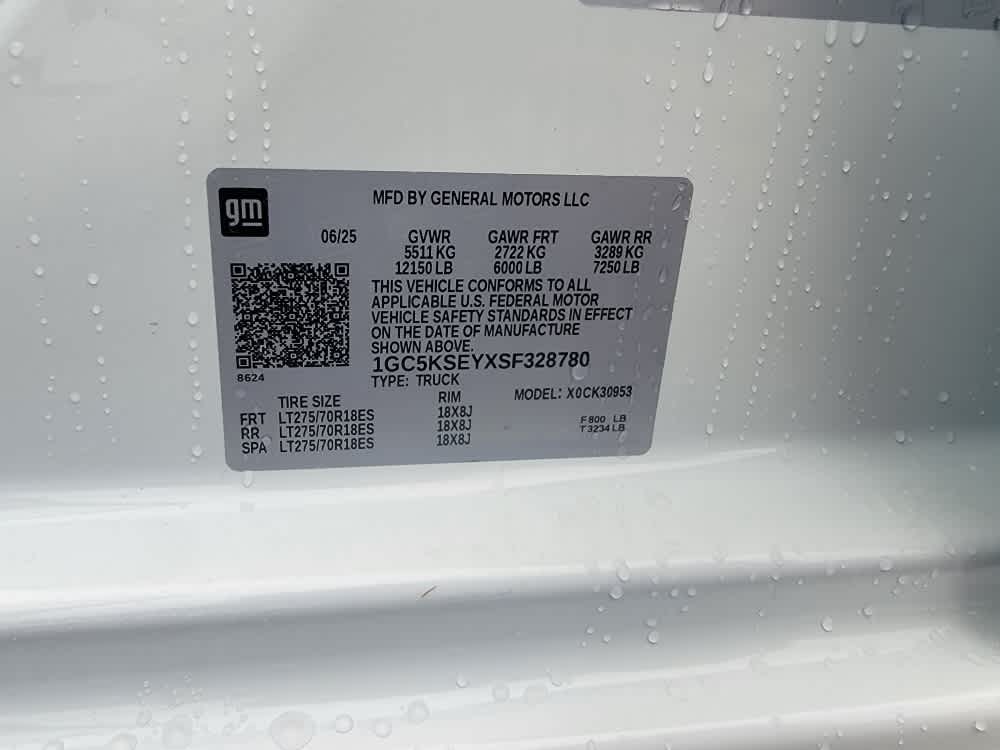 gm
MFD BY GENERAL MOTORS LLC
06/25 GVWR GAWR FRT GAWR RR
5511 KG 2722 KG 3289 KG
12150 LB 6000 LB 7250 LB
THIS VEHICLE CONFORMS TO ALL
APPLICABLE U.S. FEDERAL MOTOR
VEHICLE SAFETY STANDARDS IN EFFECT
ON THE DATE OF MANUFACTURE
SHOWN ABOVE.
1GC5KSEYXSF328780
8624
TYPE: TRUCK
TIRE SIZE RIM MODEL: X0CK30953
FRT LT275/70R18ES 18X8J
RR LT275/70R18ES 18X8J
SPA LT275/70R18ES 18X8J
F 800 LB
T 3234 LB